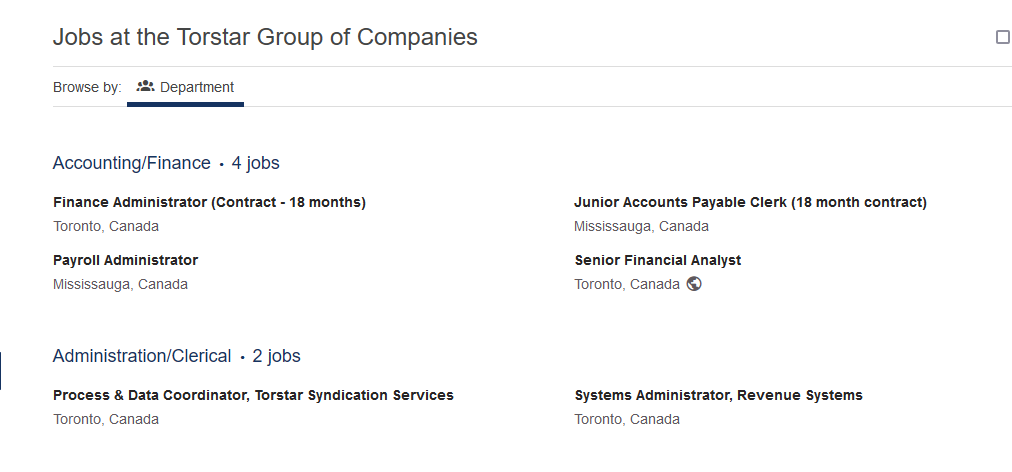 Jobs at the Torstar Group of Companies
Browse by: Department
Accounting/Finance • 4 jobs
Finance Administrator (Contract - 18 months)
Toronto, Canada
Junior Accounts Payable Clerk (18 month contract)
Mississauga, Canada
Payroll Administrator
Mississauga, Canada
Senior Financial Analyst
Toronto, Canada
Administration/Clerical • 2 jobs
Process & Data Coordinator, Torstar Syndication Services
Toronto, Canada
Systems Administrator, Revenue Systems
Toronto, Canada